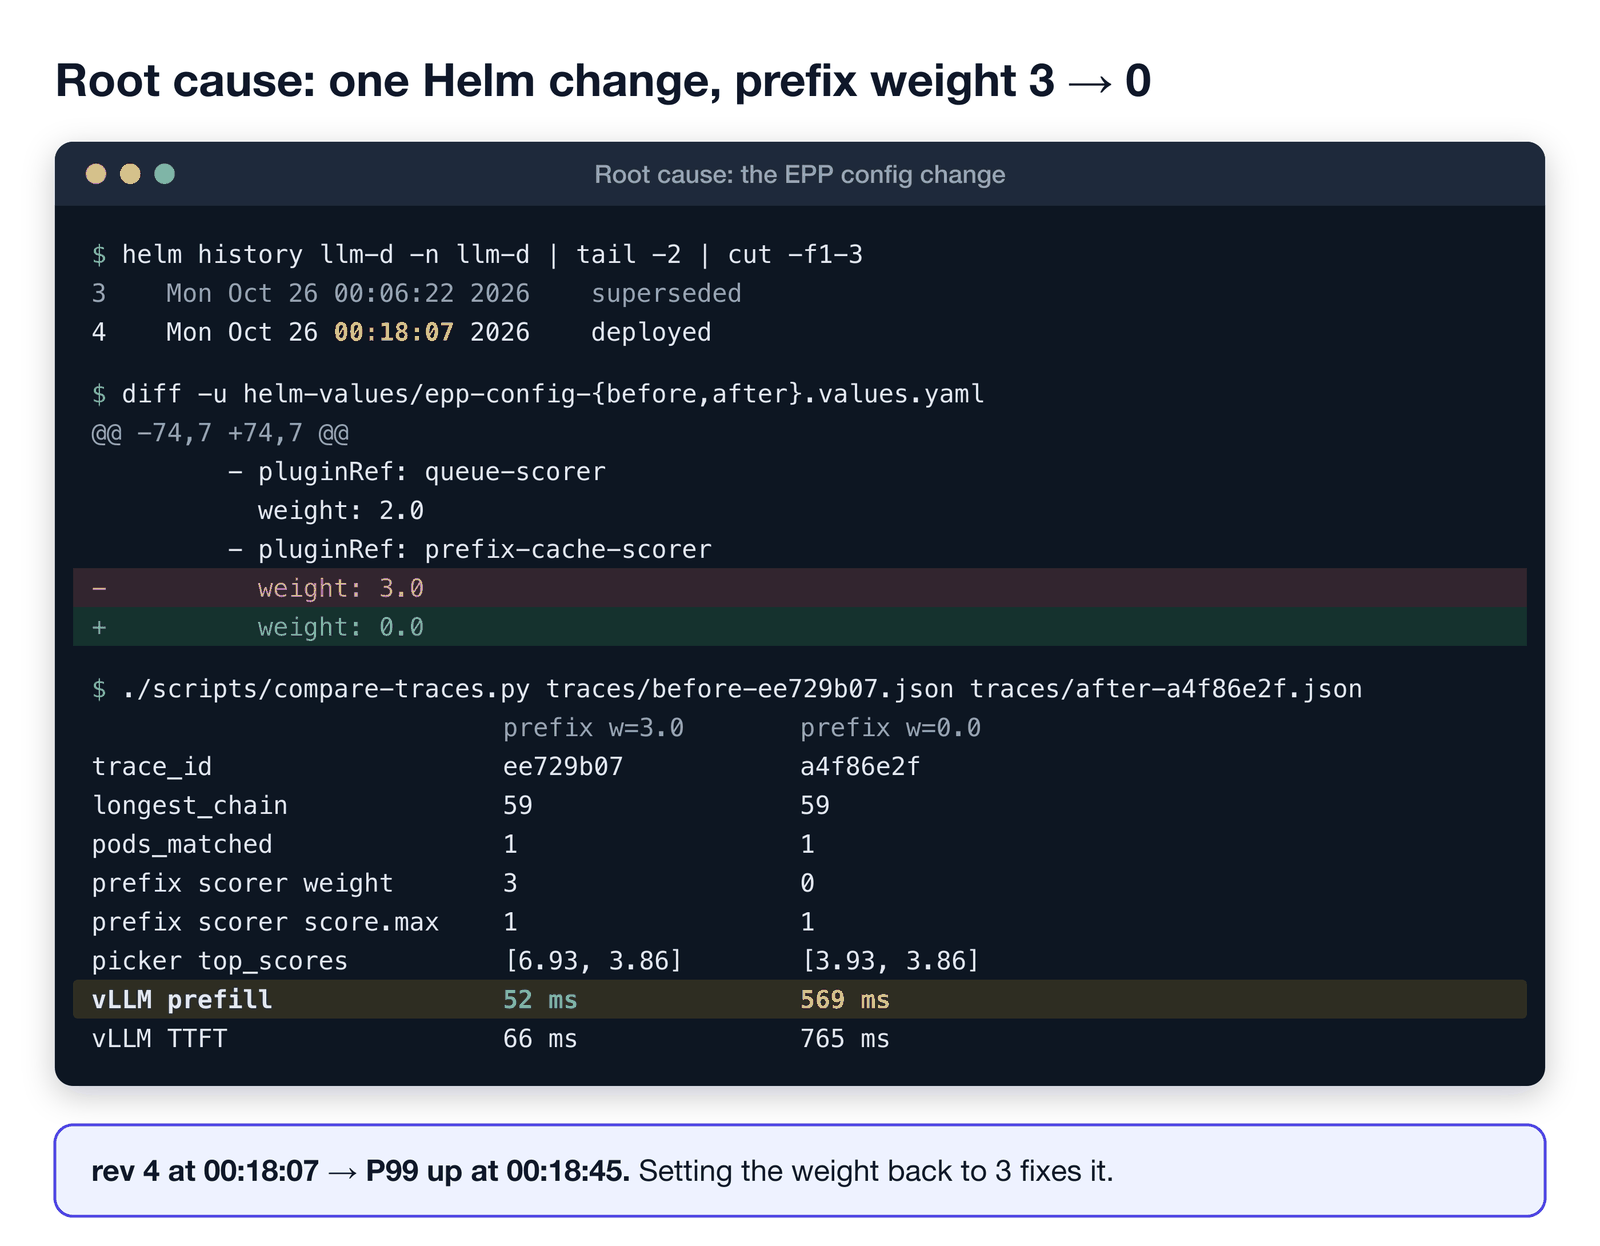 Root cause: one Helm change, prefix weight 3 → 0
Root cause: the EPP config change
$ helm history llm-d -n llm-d | tail -2 | cut -f1-3
3    Mon Oct 26 00:06:22 2026    superseded
4    Mon Oct 26 00:18:07 2026    deployed
$ diff -u helm-values/epp-config-{before,after}.values.yaml
@@ -74,7 +74,7 @@
         - pluginRef: queue-scorer
           weight: 2.0
         - pluginRef: prefix-cache-scorer
-          weight: 3.0
+          weight: 0.0
$ ./scripts/compare-traces.py traces/before-ee729b07.json traces/after-a4f86e2f.json
                           prefix w=3.0        prefix w=0.0
trace_id                   ee729b07            a4f86e2f
longest_chain              59                  59
pods_matched               1                   1
prefix scorer weight       3                   0
prefix scorer score.max    1                   1
picker top_scores          [6.93, 3.86]        [3.93, 3.86]
vLLM prefill               52 ms               569 ms
vLLM TTFT                  66 ms               765 ms
rev 4 at 00:18:07 → P99 up at 00:18:45. Setting the weight back to 3 fixes it.